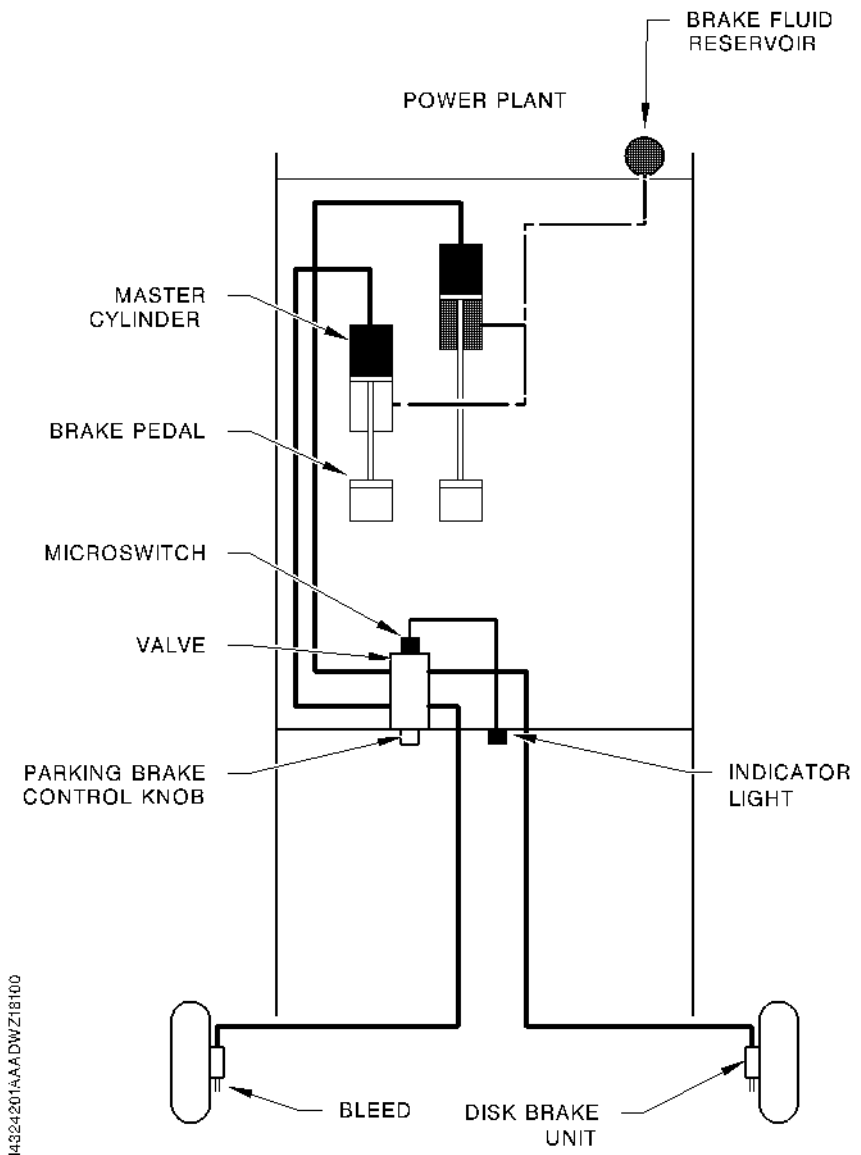 BRAKE FLUID
RESERVOIR
POWER PLANT
MASTER
CYLINDER
BRAKE PEDAL
MICROSWITCH
VALVE
PARKING BRAKE
CONTROL KNOB
INDICATOR
LIGHT
BLEED
DISK BRAKE
UNIT
I4324201AAADWZ18100